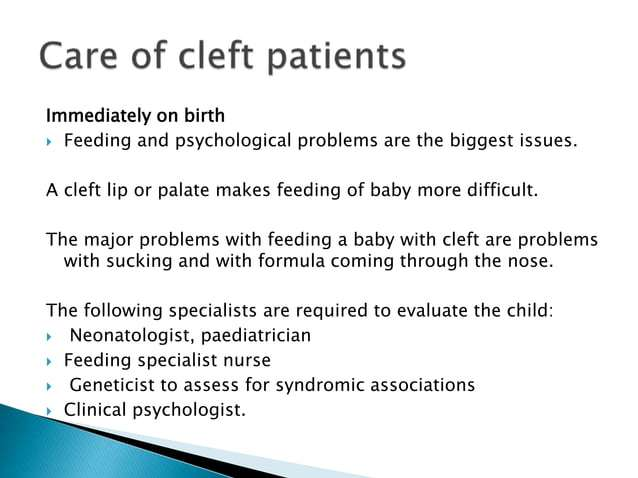 Care of cleft patients
Immediately on birth
Feeding and psychological problems are the biggest issues.
A cleft lip or palate makes feeding of baby more difficult.
The major problems with feeding a baby with cleft are problems
with sucking and with formula coming through the nose.
The following specialists are required to evaluate the child:
Neonatologist, paediatrician
Feeding specialist nurse
Geneticist to assess for syndromic associations
Clinical psychologist.